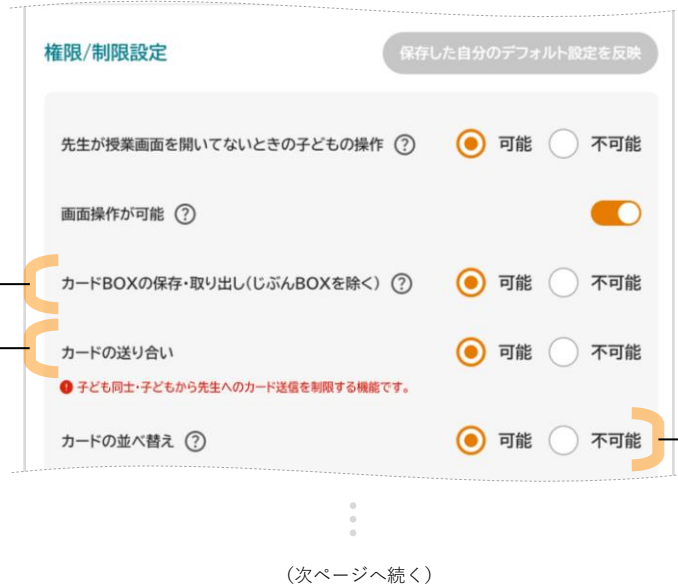 権限/制限設定
保存した自分のデフォルト設定を反映
先生が授業画面を開いてないときの子どもの操作 ? 可能 不可能
画面操作が可能 ?
カードBOXの保存・取り出し(じぶんBOXを除く) ? 可能 不可能
カードの送り合い 可能 不可能
! 子ども同士・子どもから先生へのカード送信を制限する機能です。
カードの並べ替え ? 可能 不可能
(次ページへ続く)